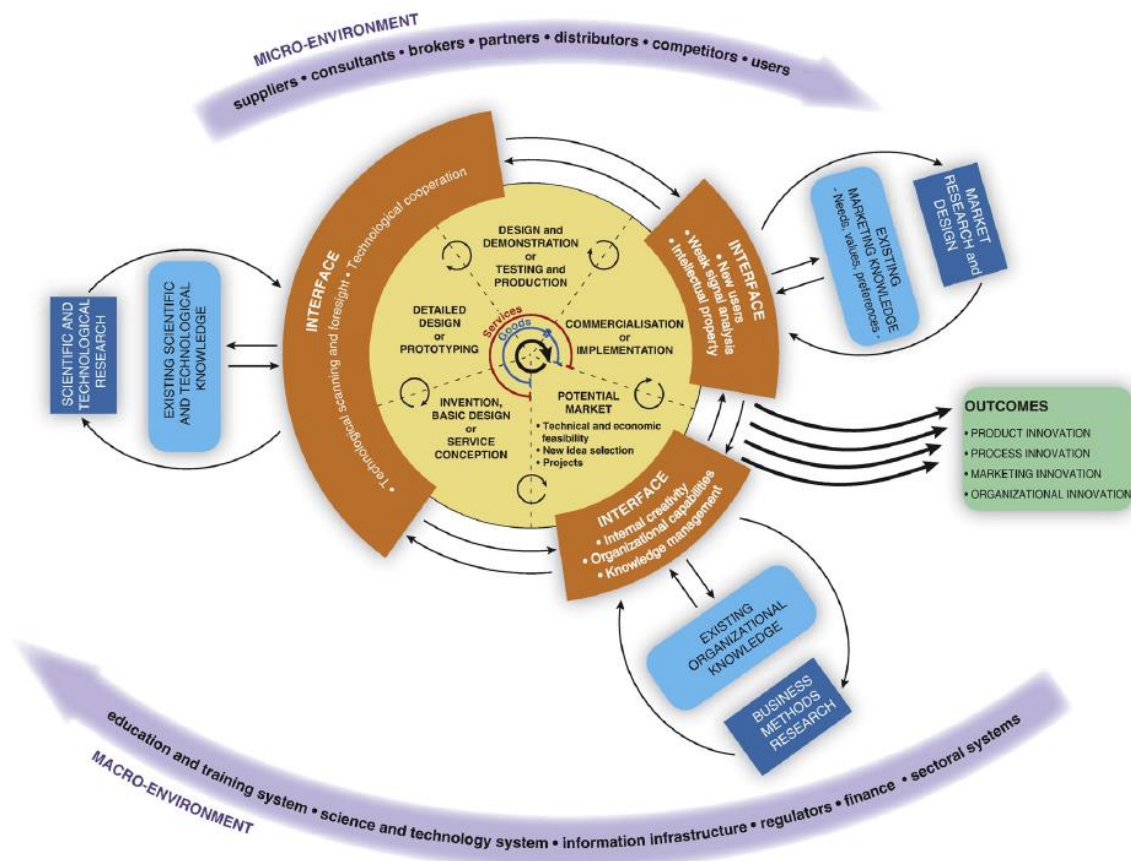 MICRO-ENVIRONMENT
suppliers • consultants • brokers • partners • distributors • competitors • users
SCIENTIFIC AND
TECHNOLOGICAL
RESEARCH
EXISTING SCIENTIFIC
AND TECHNOLOGICAL
KNOWLEDGE
INTERFACE
• Technological scanning and foresight • Technological cooperation
DESIGN and
DEMONSTRATION
or
TESTING and
PRODUCTION
DETAILED
DESIGN
or
PROTOTYPING
Services
Goods
COMMERCIALISATION
or
IMPLEMENTATION
INVENTION,
BASIC DESIGN
or
SERVICE
CONCEPTION
POTENTIAL
MARKET
• Technical and economic
feasibility
• New idea selection
• Projects
INTERFACE
• New users
• Weak signal analysis
• Intellectual property
EXISTING
MARKETING KNOWLEDGE
- Needs, values, preferences -
MARKET
RESEARCH and
DESIGN
INTERFACE
• Internal creativity
• Organizational capabilities
• Knowledge management
EXISTING
ORGANIZATIONAL
KNOWLEDGE
BUSINESS
METHODS
RESEARCH
OUTCOMES
• PRODUCT INNOVATION
• PROCESS INNOVATION
• MARKETING INNOVATION
• ORGANIZATIONAL INNOVATION
education and training system • science and technology system • information infrastructure • regulators • finance • sectoral systems
MACRO-ENVIRONMENT